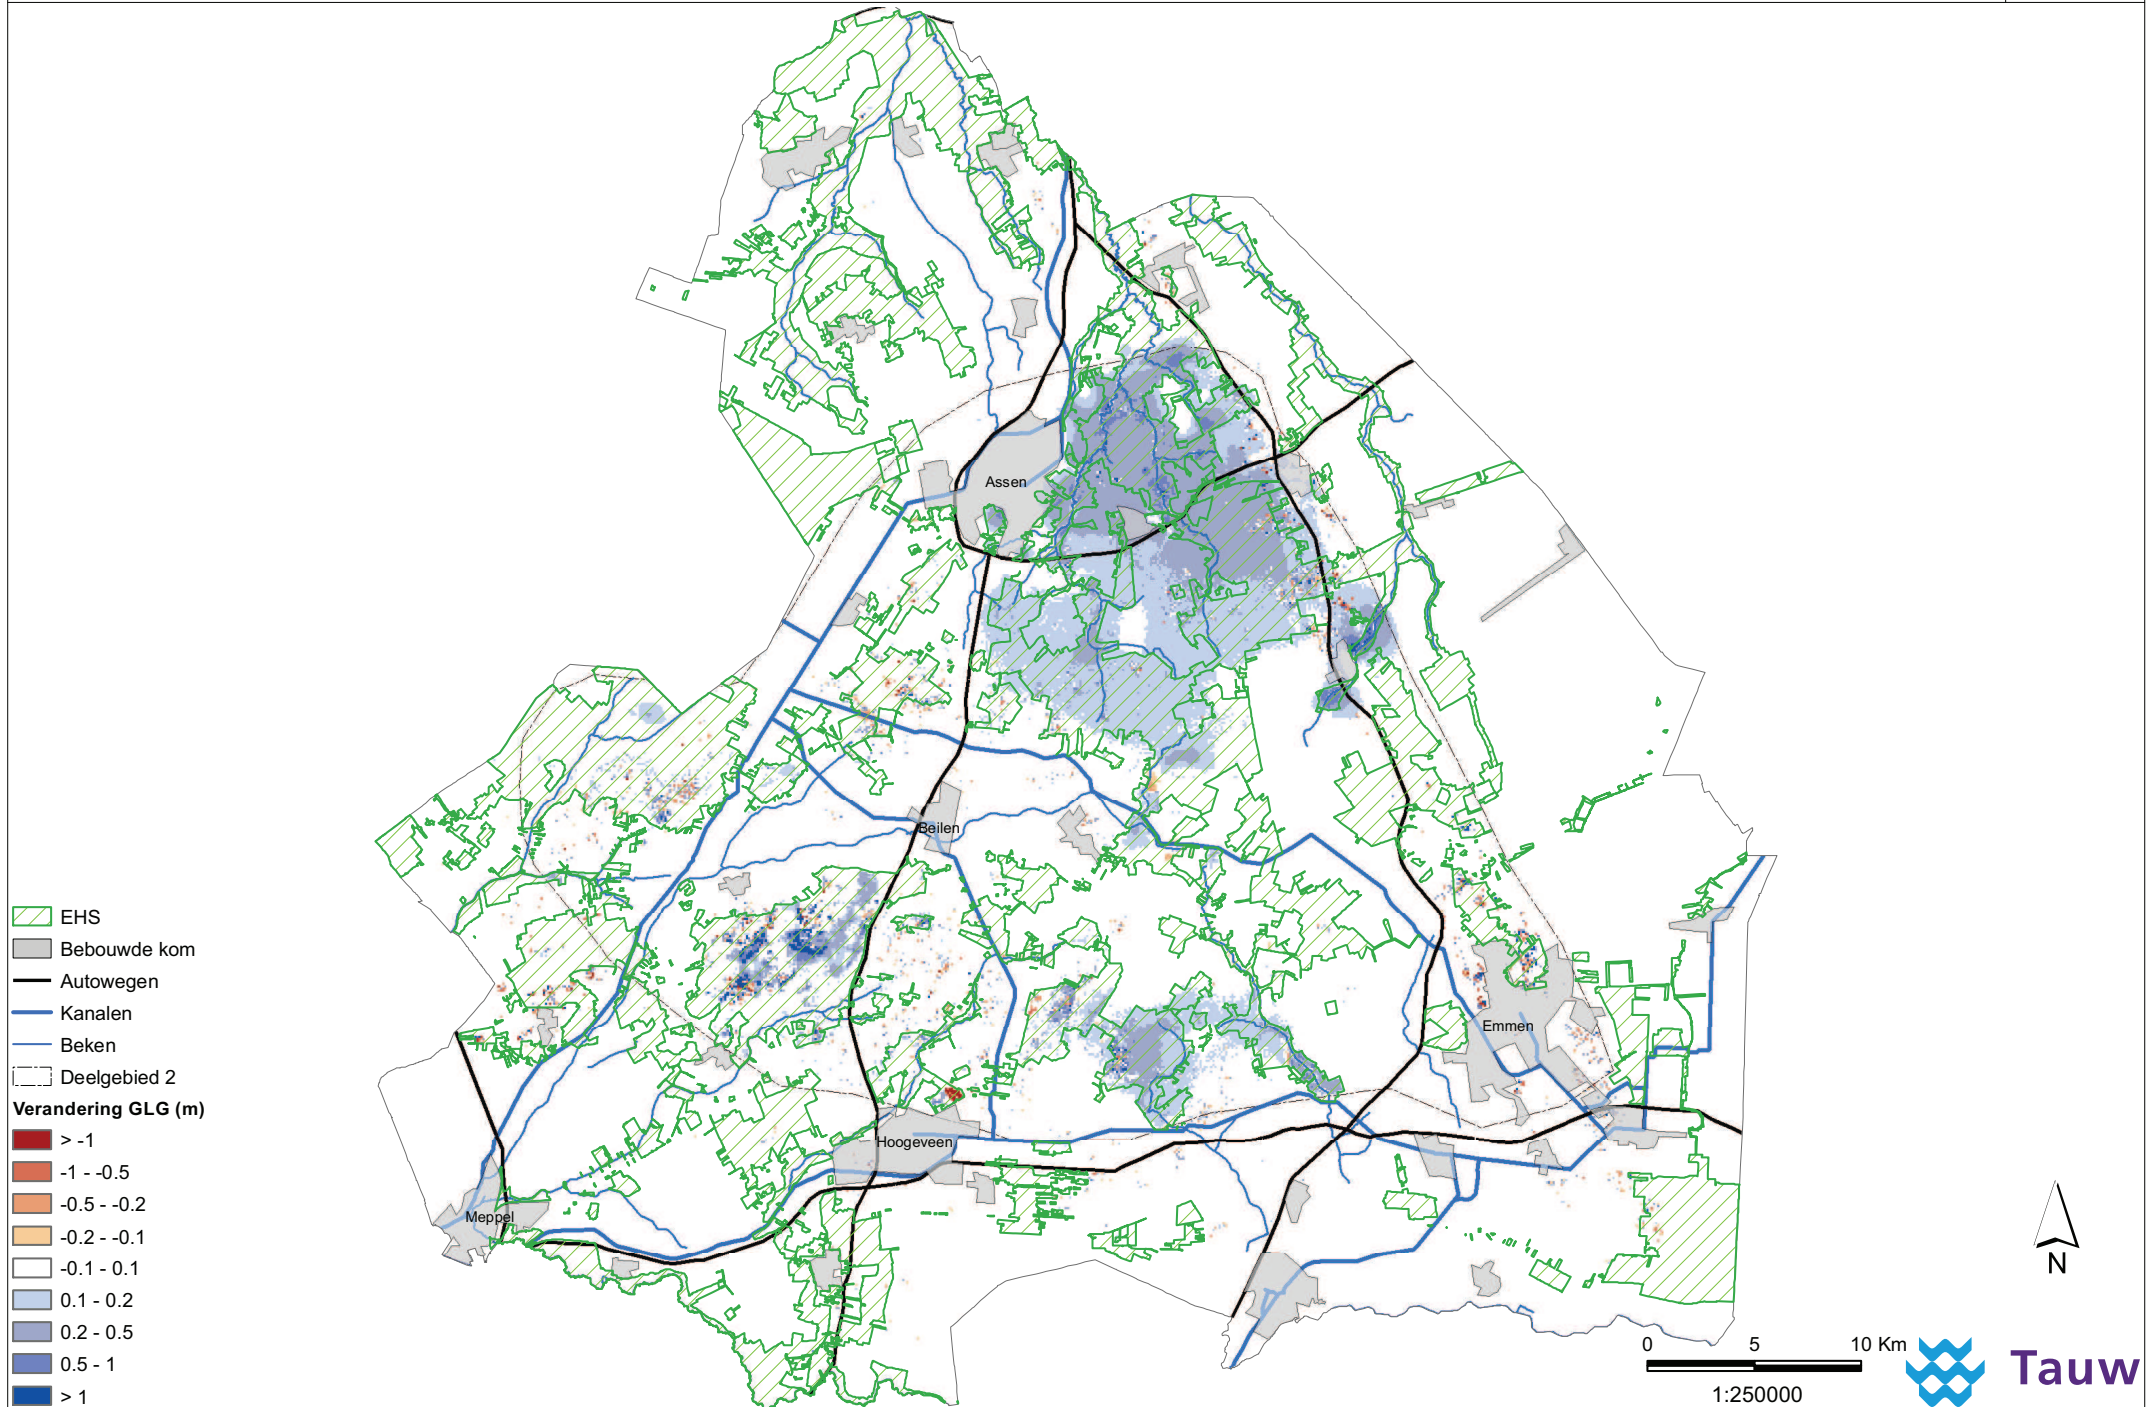 Assen
Beilen
Emmen
Hoogeveen
Meppel
EHS
Bebouwde kom
Autowegen
Kanalen
Beken
Deelgebied 2
Verandering GLG (m)
> -1
-1 - -0.5
-0.5 - -0.2
-0.2 - -0.1
-0.1 - 0.1
0.1 - 0.2
0.2 - 0.5
0.5 - 1
> 1
N
0 5 10 Km
1:250000
Tauw